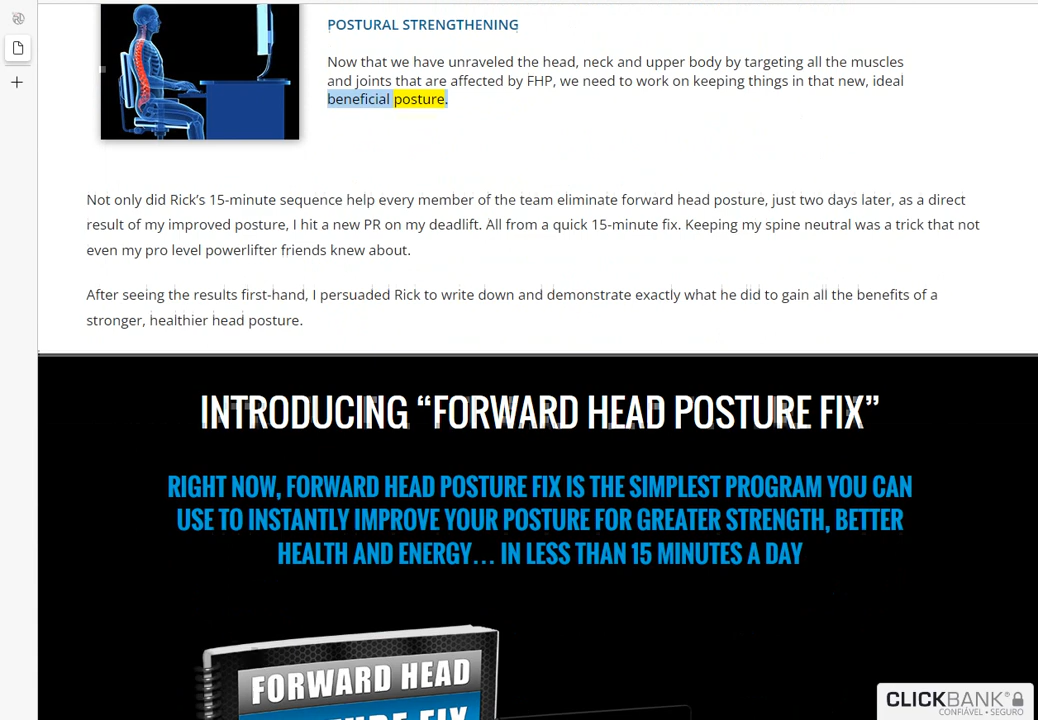 POSTURAL STRENGTHENING
Now that we have unraveled the head, neck and upper body by targeting all the muscles
and joints that are affected by FHP, we need to work on keeping things in that new, ideal
beneficial posture.
Not only did Rick’s 15-minute sequence help every member of the team eliminate forward head posture, just two days later, as a direct
result of my improved posture, I hit a new PR on my deadlift. All from a quick 15-minute fix. Keeping my spine neutral was a trick that not
even my pro level powerlifter friends knew about.
After seeing the results first-hand, I persuaded Rick to write down and demonstrate exactly what he did to gain all the benefits of a
stronger, healthier head posture.
INTRODUCING “FORWARD HEAD POSTURE FIX”
RIGHT NOW, FORWARD HEAD POSTURE FIX IS THE SIMPLEST PROGRAM YOU CAN
USE TO INSTANTLY IMPROVE YOUR POSTURE FOR GREATER STRENGTH, BETTER
HEALTH AND ENERGY... IN LESS THAN 15 MINUTES A DAY
FORWARD HEAD
POSTURE FIX
CLICKBANK®
CONFIÁVEL • SEGURO